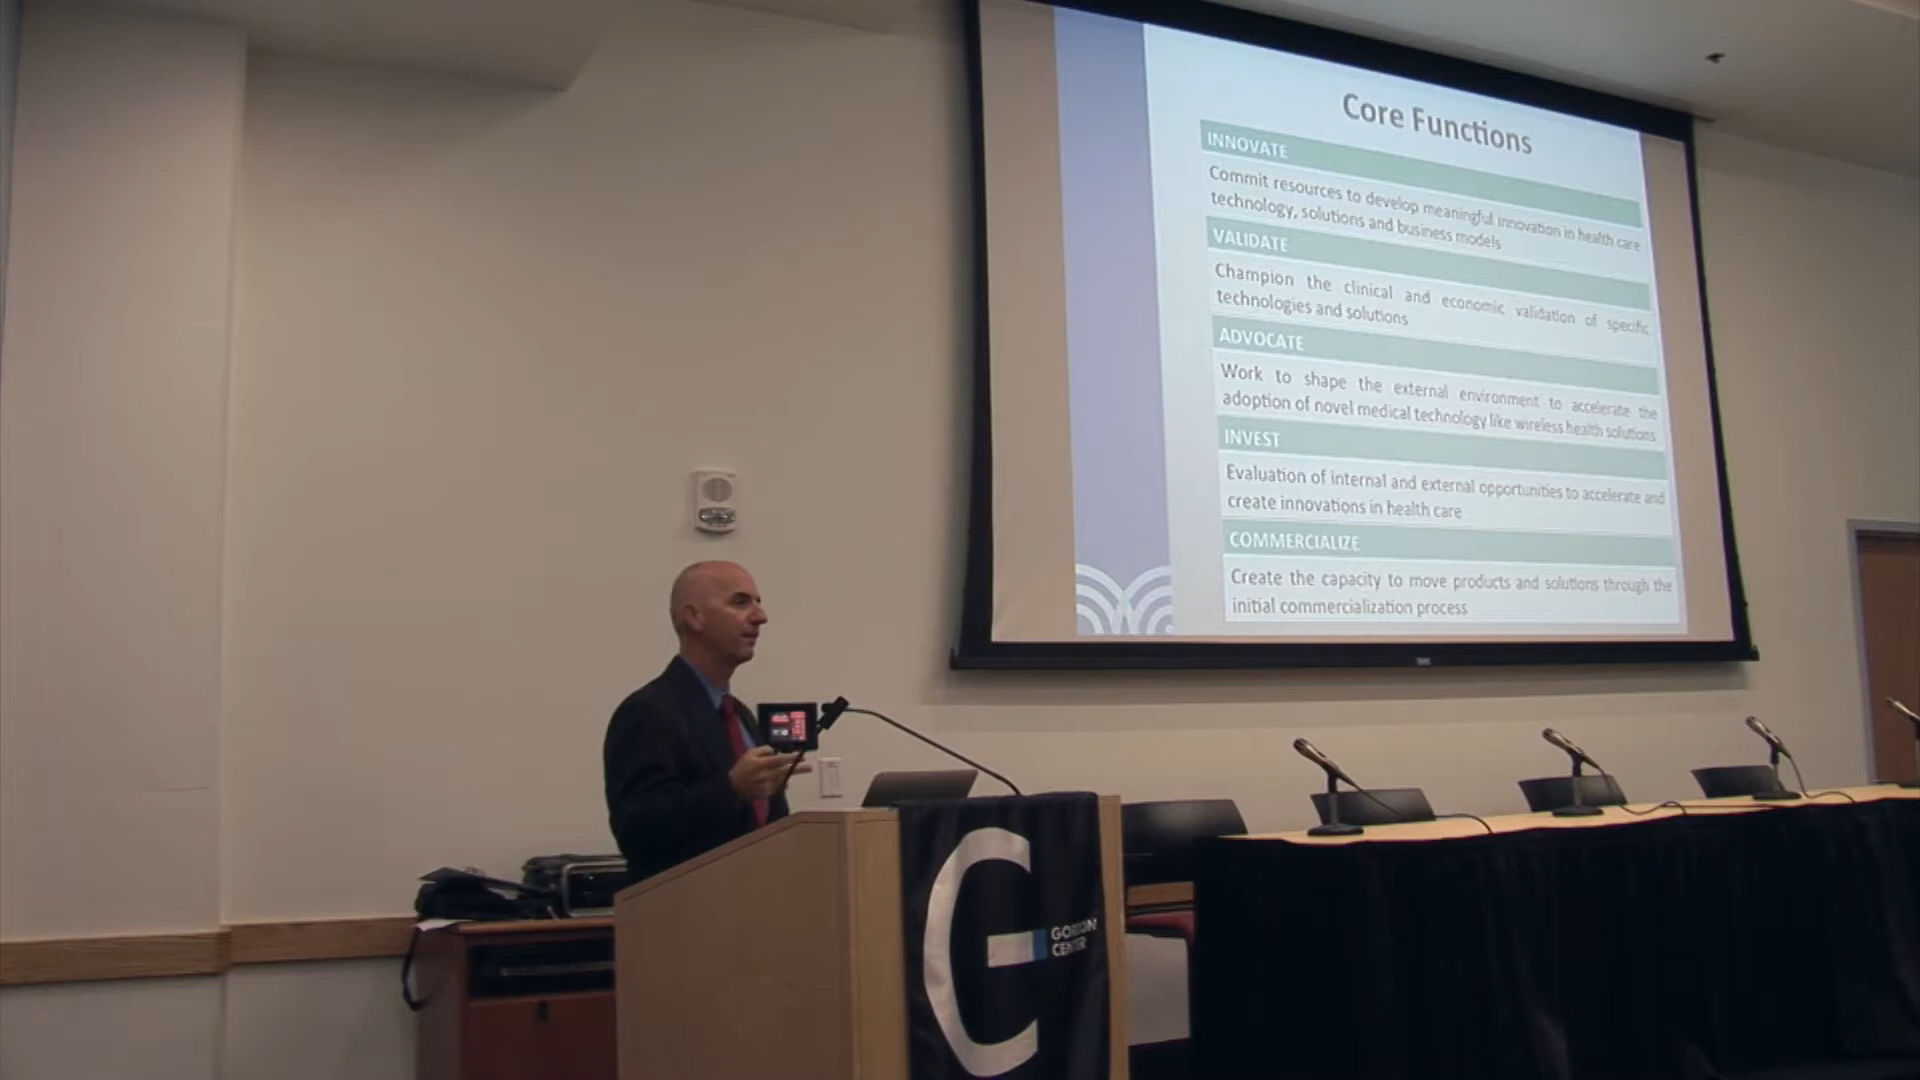 Core Functions
INNOVATE
Commit resources to develop meaningful innovation in health care
technology, solutions and business models
VALIDATE
Champion the clinical and economic validation of specific
technologies and solutions
ADVOCATE
Work to shape the external environment to accelerate the
adoption of novel medical technology like wireless health solutions
INVEST
Evaluation of internal and external opportunities to accelerate and
create innovations in health care
COMMERCIALIZE
Create the capacity to move products and solutions through the
initial commercialization process
GORDON
CENTER